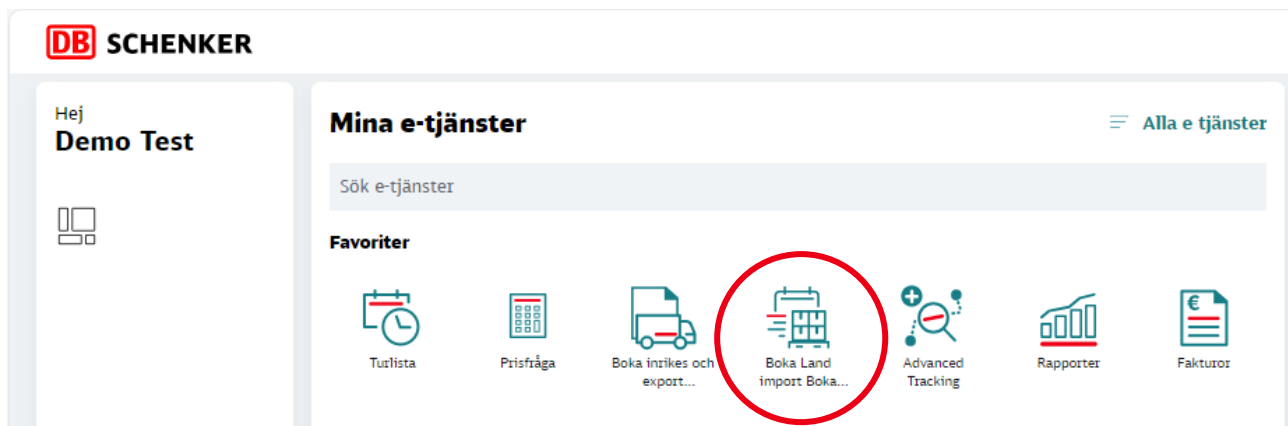 DB SCHENKER
Hej
Demo Test
Mina e-tjänster
Alla e tjänster
Sök e-tjänster
Favoriter
Turlista
Prisfråga
Boka inrikes och
export...
Boka Land
import Boka...
Advanced
Tracking
Rapporter
Fakturor
€